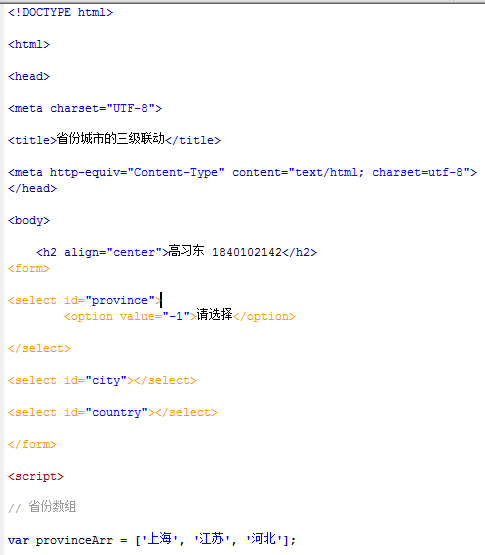 <!DOCTYPE html>
<html>
<head>
<meta charset="UTF-8">
<title>省份城市的三级联动</title>
<meta http-equiv="Content-Type" content="text/html; charset=utf-8">
</head>
<body>
<h2 align="center">高习东 1840102142</h2>
<form>
<select id="province">
<option value="-1">请选择</option>
</select>
<select id="city"></select>
<select id="country"></select>
</form>
<script>
// 省份数组
var provinceArr = ['上海', '江苏', '河北'];